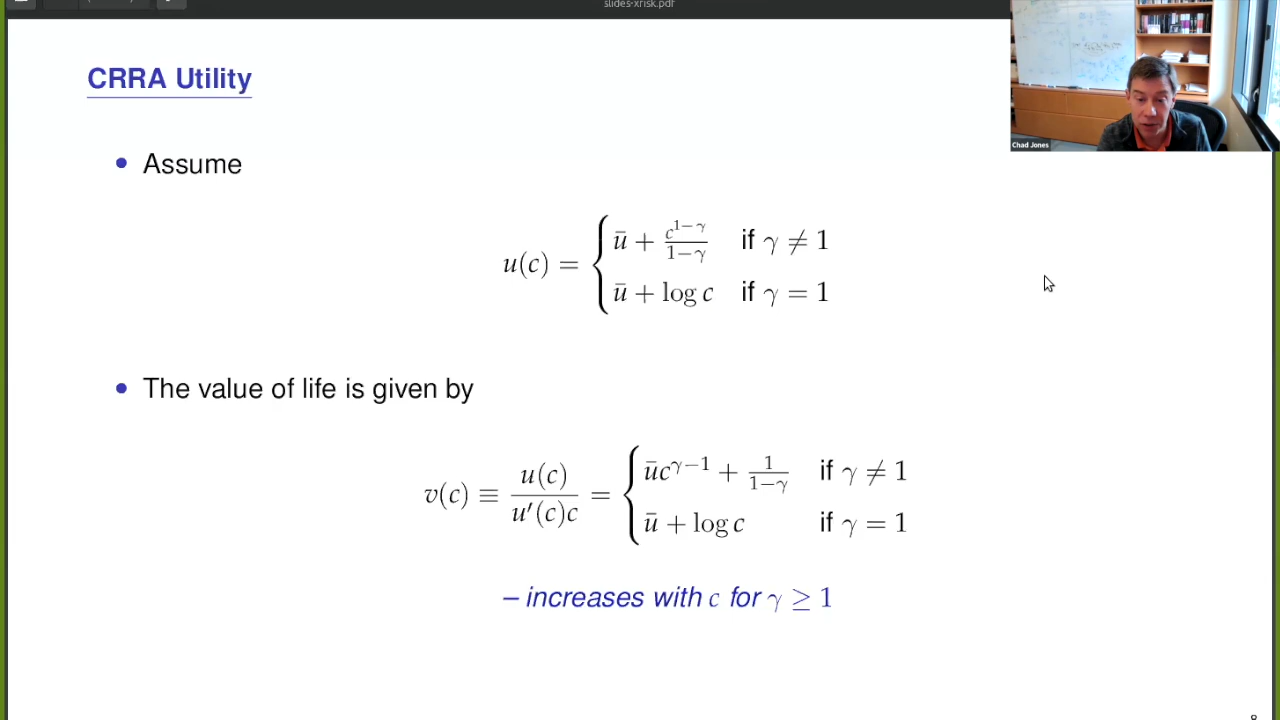 slides-xrisk.pdf
CRRA Utility
Chad Jones
• Assume
u(c) = { ū + c^{1−γ}/(1−γ) if γ ≠ 1
ū + log c if γ = 1
• The value of life is given by
v(c) ≡ u(c)/(u′(c)c) = { ūc^{γ−1} + 1/(1−γ) if γ ≠ 1
ū + log c if γ = 1
– increases with c for γ ≥ 1